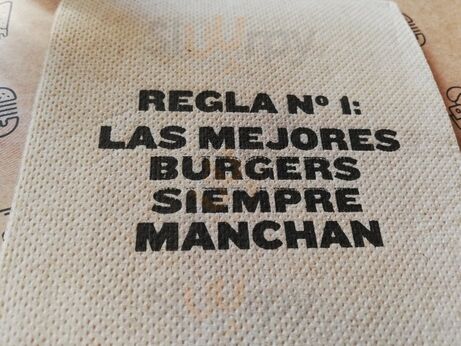 REGLA Nº 1:
LAS MEJORES
BURGERS
SIEMPRE
MANCHAN